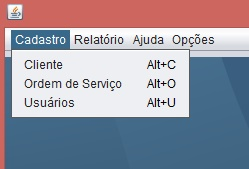 Cadastro Relatório Ajuda Opções
Cliente Alt+C
Ordem de Serviço Alt+O
Usuários Alt+U